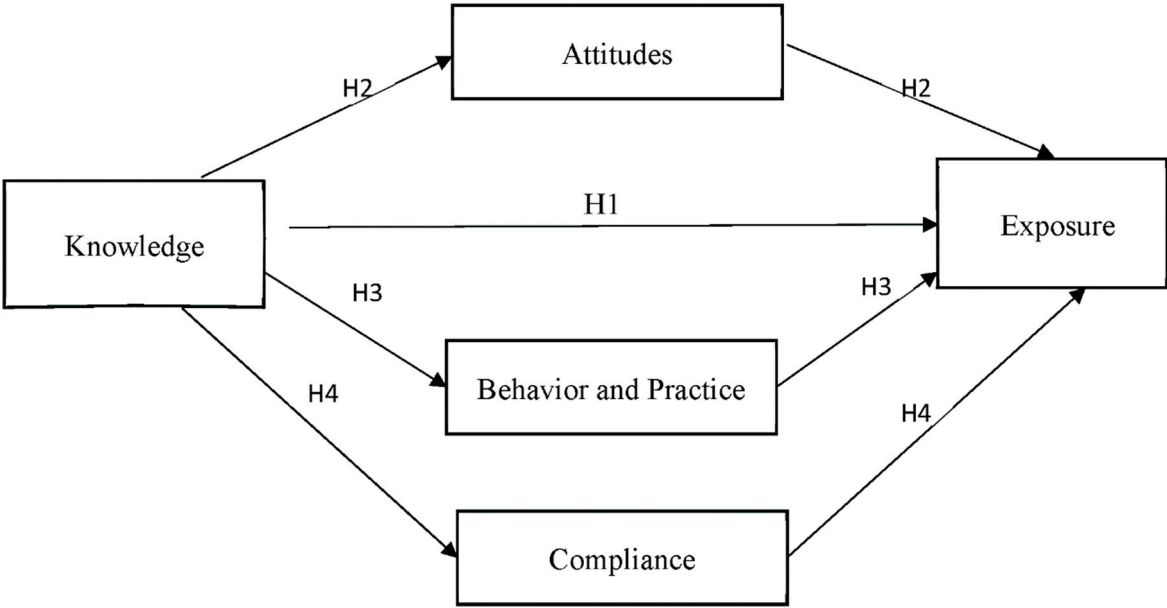 Attitudes
H2
H2
H1
Exposure
Knowledge
H3
H3
Behavior and Practice
H4
H4
Compliance